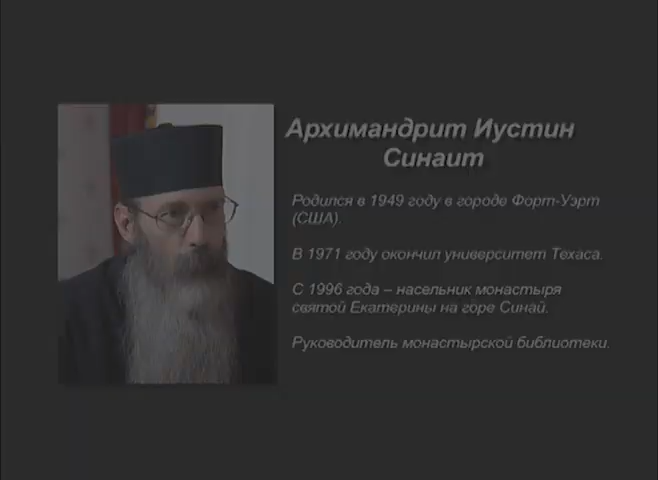 Архимандрит Иустин
Синаит
Родился в 1949 году в городе Форт-Уэрт
(США).
В 1971 году окончил университет Техаса.
С 1996 года – насельник монастыря
святой Екатерины на горе Синай.
Руководитель монастырской библиотеки.